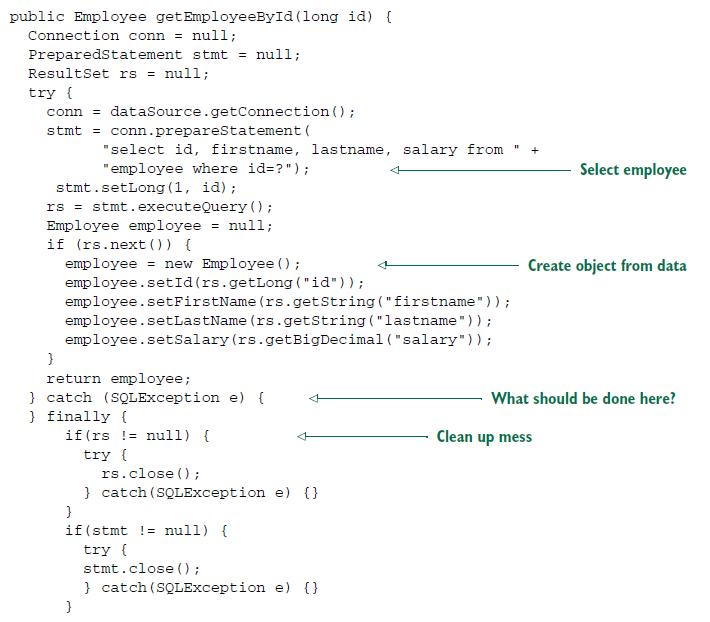 public Employee getEmployeeById(long id) {
  Connection conn = null;
  PreparedStatement stmt = null;
  ResultSet rs = null;
  try {
    conn = dataSource.getConnection();
    stmt = conn.prepareStatement(
          "select id, firstname, lastname, salary from " +
          "employee where id=?");    Select employee
     stmt.setLong(1, id);
    rs = stmt.executeQuery();
    Employee employee = null;
    if (rs.next()) {
      employee = new Employee();    Create object from data
      employee.setId(rs.getLong("id"));
      employee.setFirstName(rs.getString("firstname"));
      employee.setLastName(rs.getString("lastname"));
      employee.setSalary(rs.getBigDecimal("salary"));
    }
    return employee;
  } catch (SQLException e) {    What should be done here?
  } finally {
      if(rs != null) {    Clean up mess
        try {
          rs.close();
        } catch(SQLException e) {}
      }
      if(stmt != null) {
        try {
        stmt.close();
        } catch(SQLException e) {}
      }